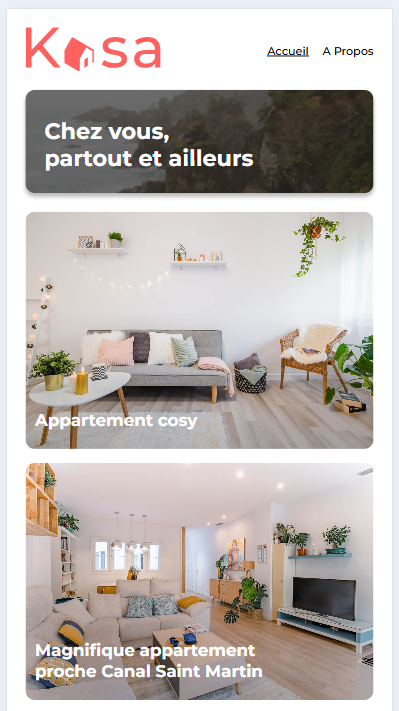 Kasa
Accueil
A Propos
Chez vous,
partout et ailleurs
Appartement cosy
Magnifique appartement
proche Canal Saint Martin